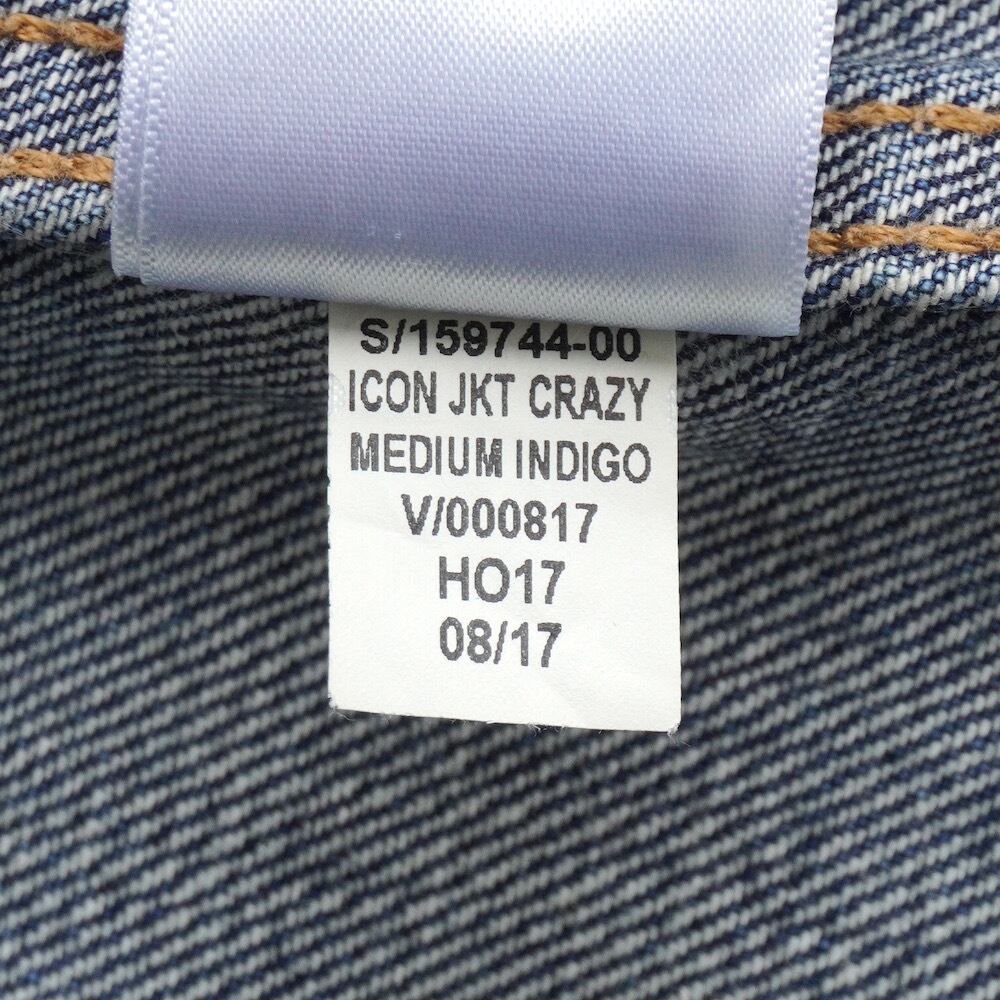 S/159744-00
ICON JKT CRAZY
MEDIUM INDIGO
V/000817
HO17
08/17